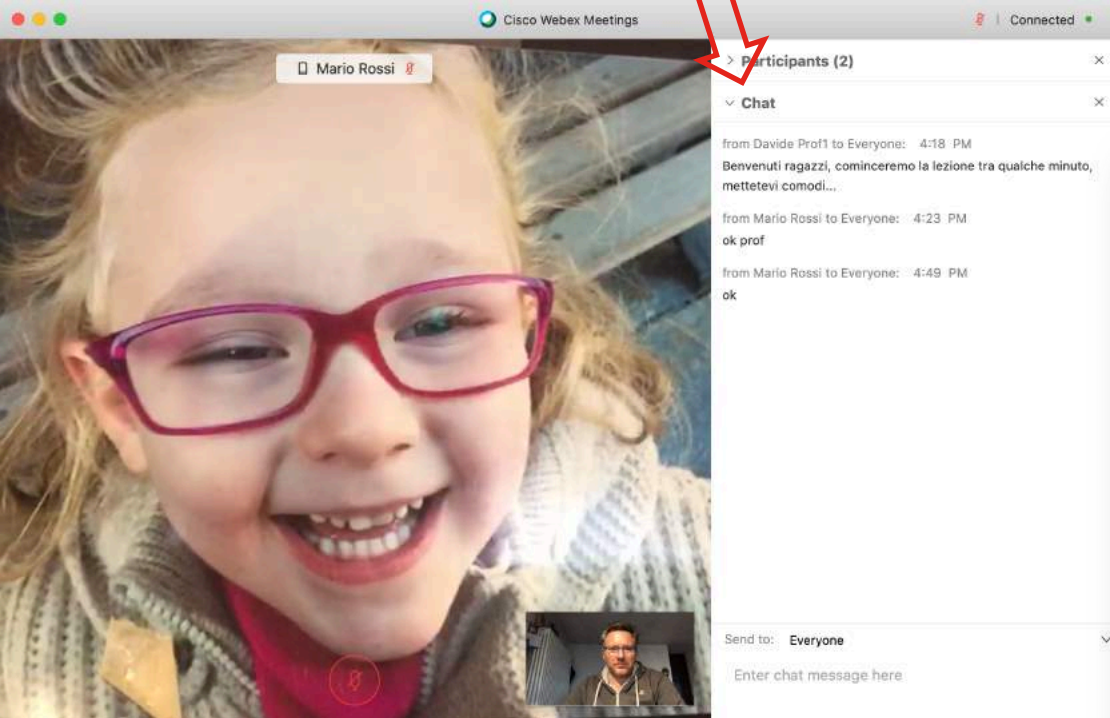 Cisco Webex Meetings
Connected
Mario Rossi
Participants (2)
Chat
from Davide Prof1 to Everyone: 4:18 PM
Benvenuti ragazzi, cominceremo la lezione tra qualche minuto,
mettetevi comodi...
from Mario Rossi to Everyone: 4:23 PM
ok prof
from Mario Rossi to Everyone: 4:49 PM
ok
Send to: Everyone
Enter chat message here